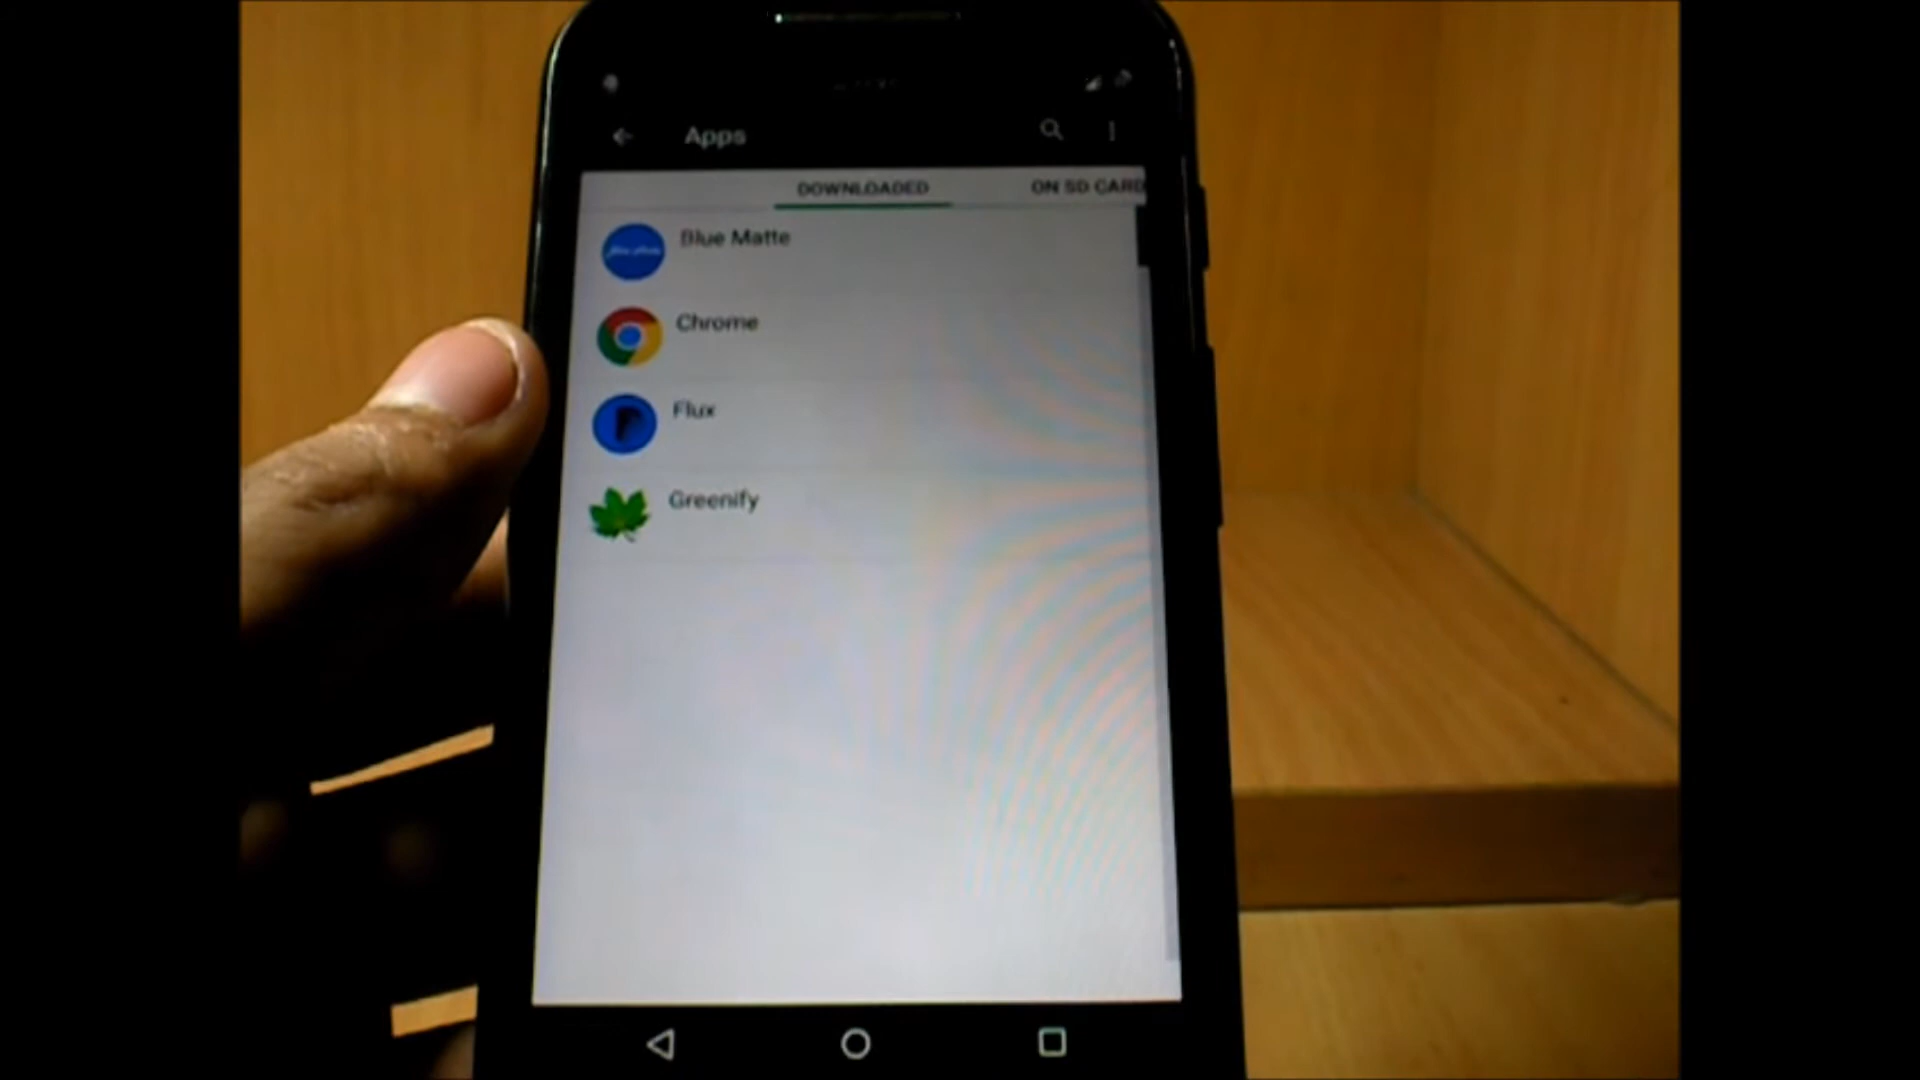 Apps
DOWNLOADED
ON SD CARD
Blue Matte
Chrome
Flux
Greenify